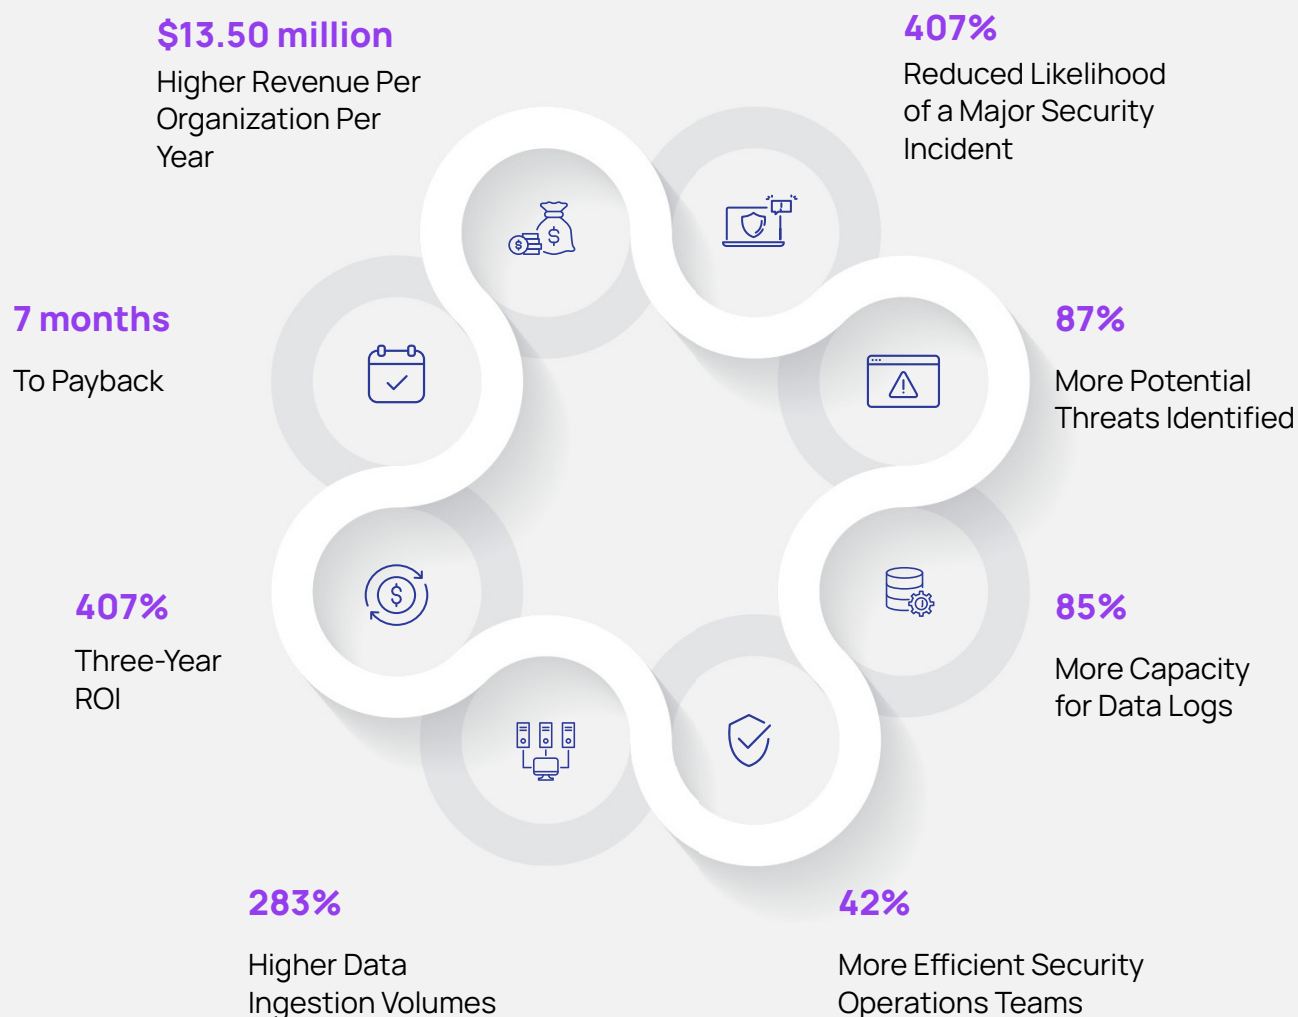 $13.50 million
Higher Revenue Per
Organization Per
Year
407%
Reduced Likelihood
of a Major Security
Incident
7 months
To Payback
87%
More Potential
Threats Identified
407%
Three-Year
ROI
85%
More Capacity
for Data Logs
283%
Higher Data
Ingestion Volumes
42%
More Efficient Security
Operations Teams